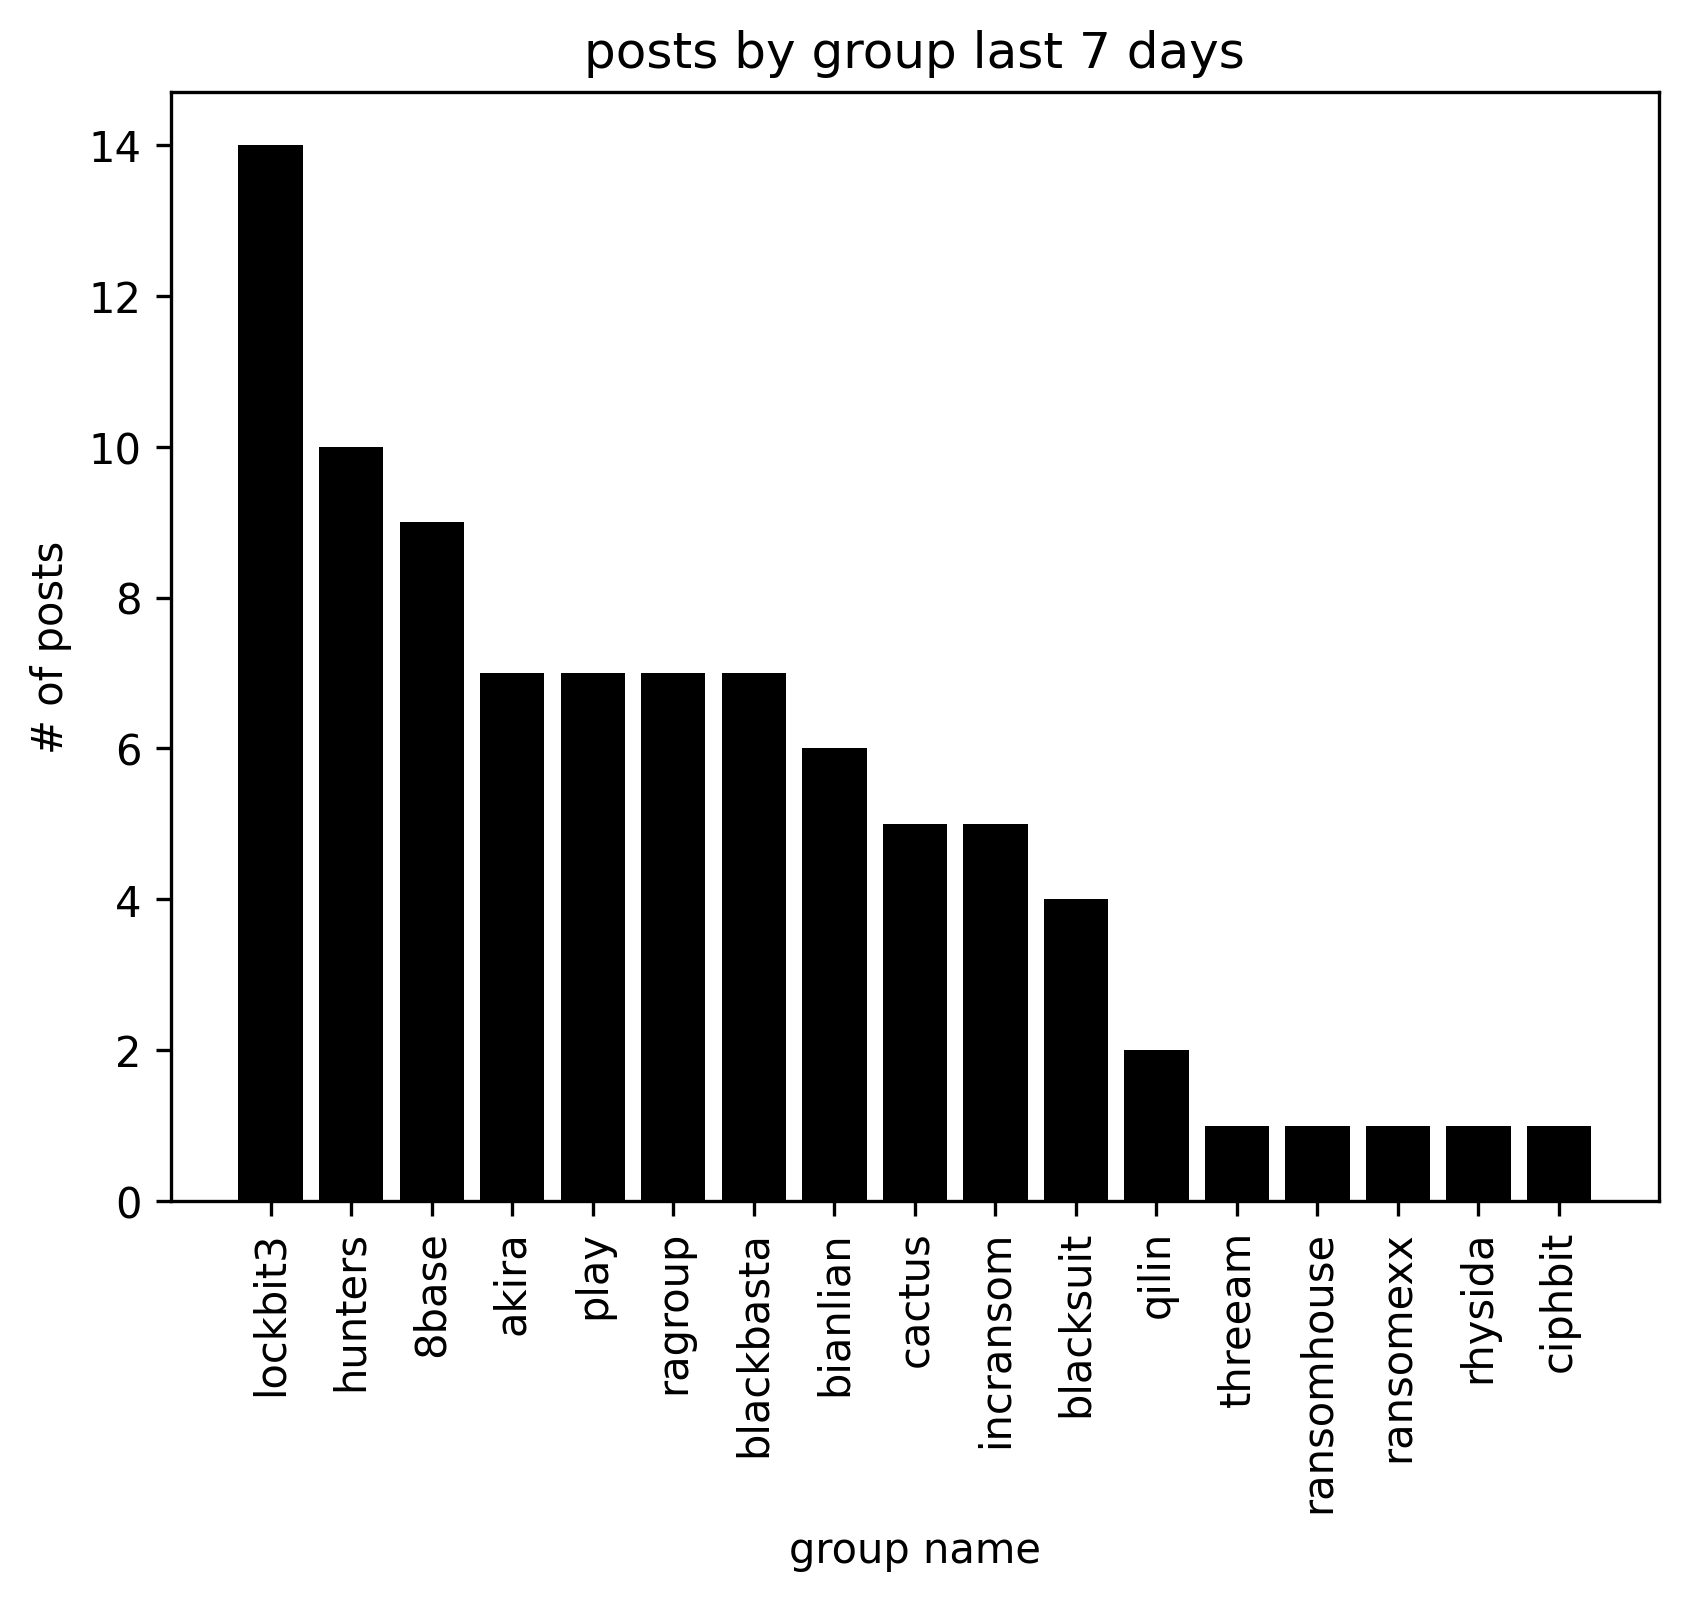 posts by group last 7 days
14
12
10
8
6
4
2
0
# of posts
lockbit3
hunters
8base
akira
play
ragroup
blackbasta
bianlian
cactus
incransom
blacksuit
qilin
threeam
ransomhouse
ransomexx
rhysida
ciphbit
group name